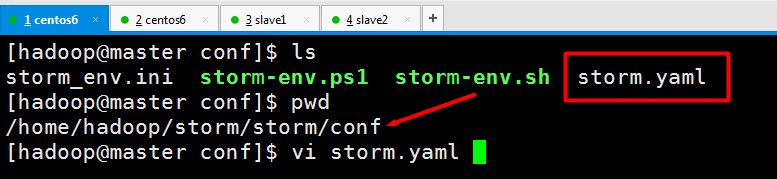 1 centos6 2 centos6 3 slave1 4 slave2 +
[hadoop@master conf]$ ls
storm_env.ini storm-env.ps1 storm-env.sh storm.yaml
[hadoop@master conf]$ pwd
/home/hadoop/storm/storm/conf
[hadoop@master conf]$ vi storm.yaml